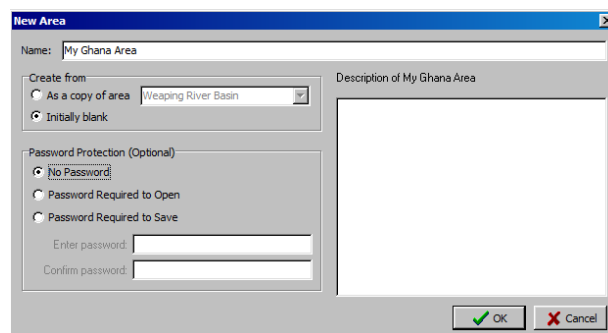 New Area
Name: My Ghana Area
Create from
As a copy of area Weaping River Basin
Initially blank
Password Protection (Optional)
No Password
Password Required to Open
Password Required to Save
Enter password:
Confirm password:
Description of My Ghana Area
OK Cancel